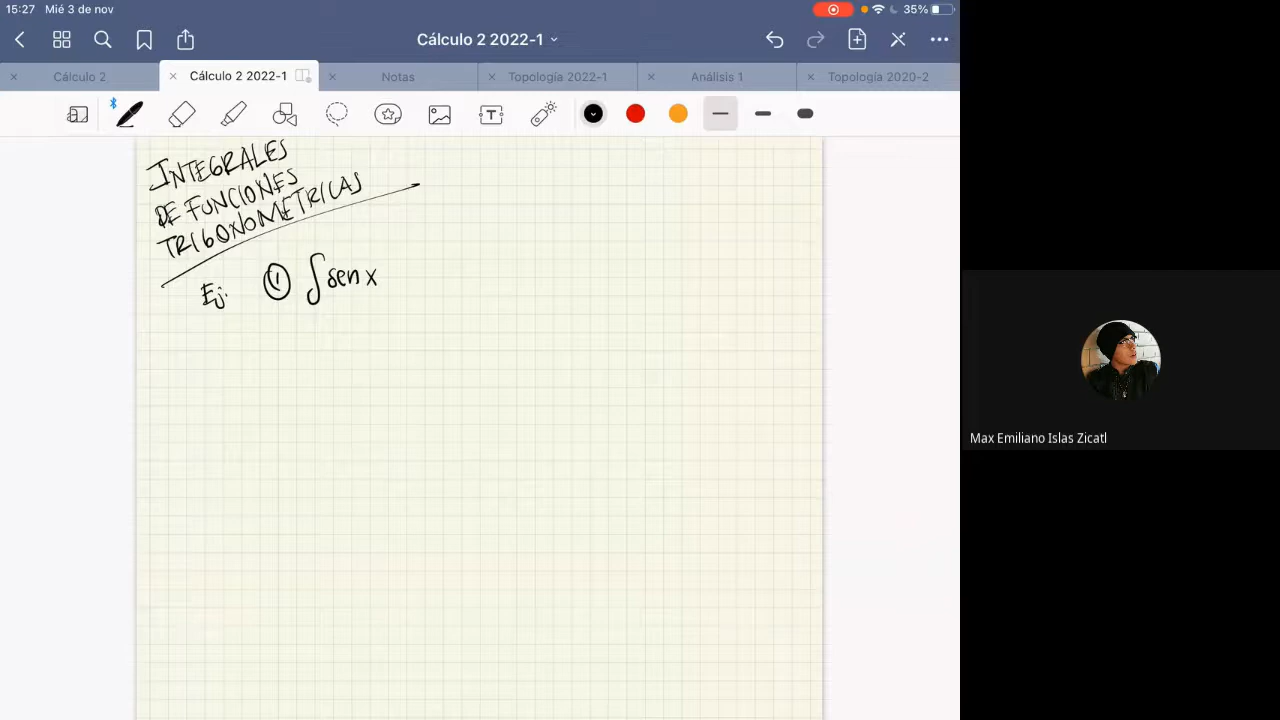 15:27 Mié 3 de nov
35%
Cálculo 2 2022-1
Cálculo 2
Cálculo 2 2022-1
Notas
Topología 2022-1
Análisis 1
Topología 2020-2
T
INTEGRALES
DE FUNCIONES
TRIGONOMÉTRICAS
Ej. ① ∫ sen x
Max Emiliano Islas Zicatl